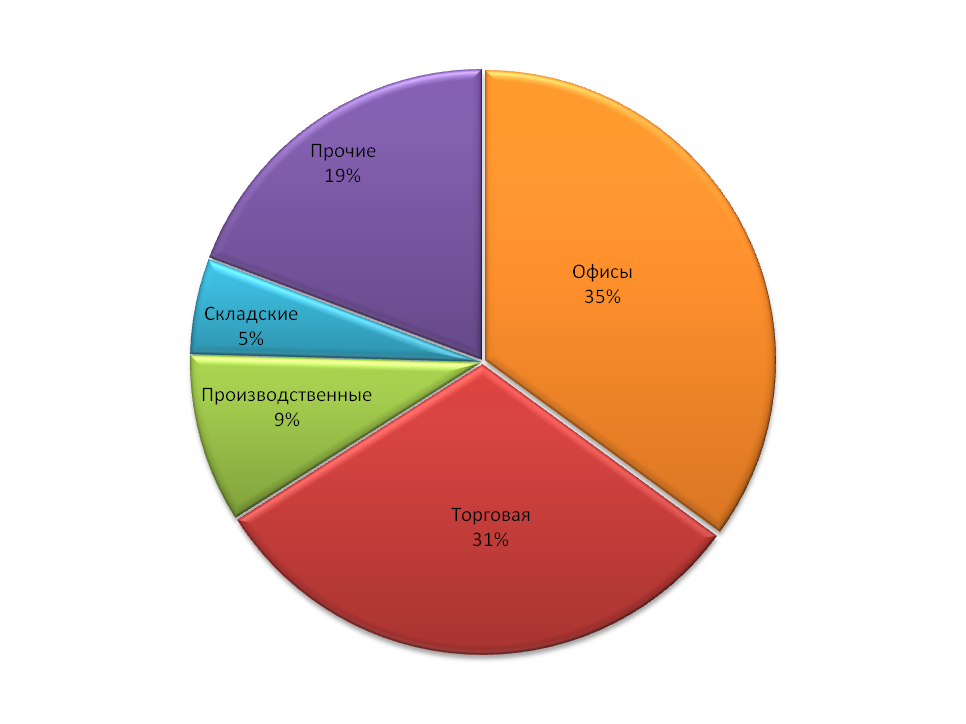 Прочие
19%
Офисы
35%
Складские
5%
Производственные
9%
Торговая
31%